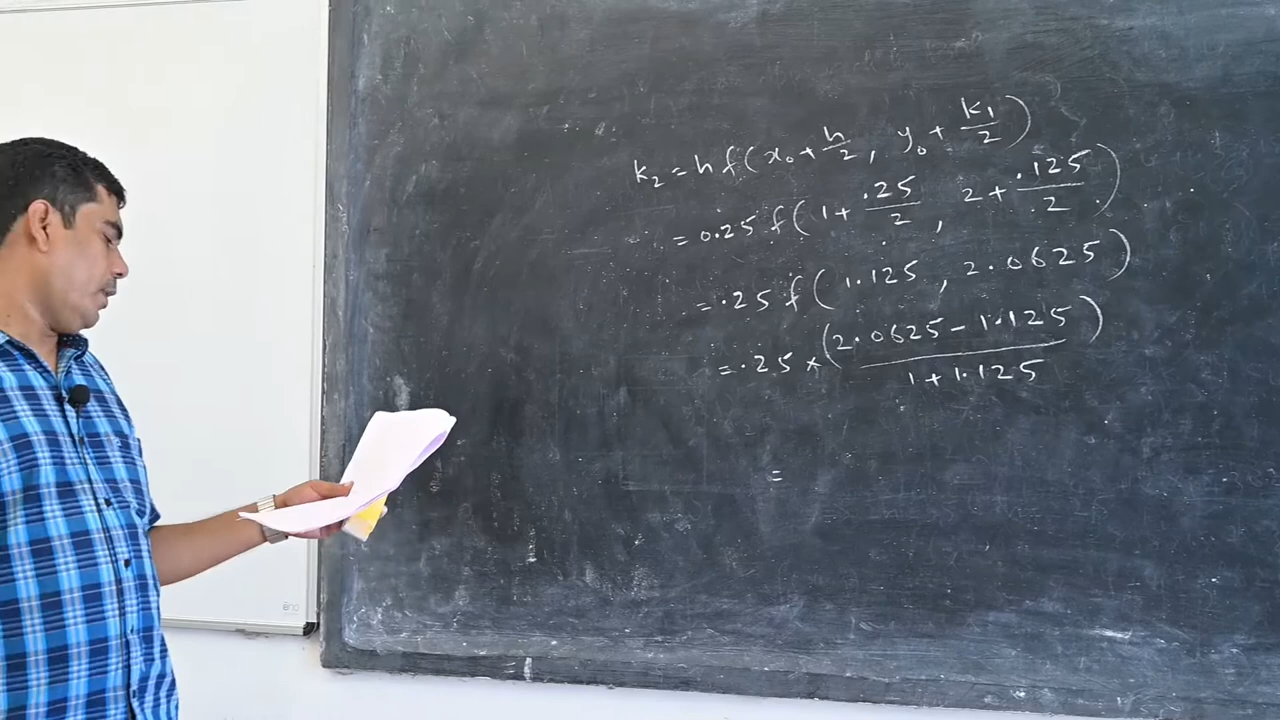 k₂ = h f( x₀ + h/2 , y₀ + k₁/2 )
= 0.25 f( 1 + .25/2 , 2 + .125/2 )
= .25 f( 1.125 , 2.0625 )
= .25 × ( 2.0625 - 1.125 / 1 + 1.125 )
=